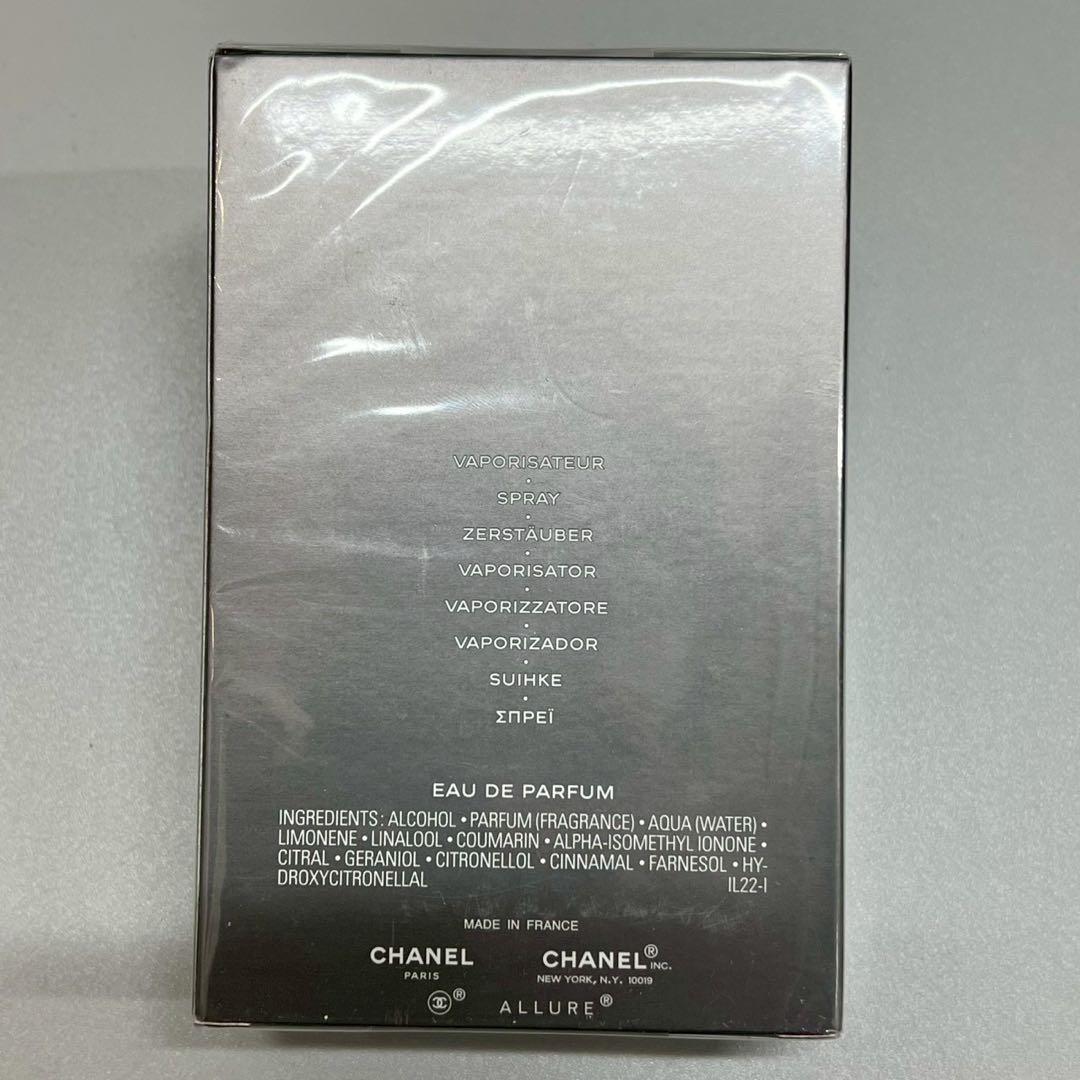 VAPORISATEUR
•
SPRAY
•
ZERSTÄUBER
•
VAPORISATOR
•
VAPORIZZATORE
•
VAPORIZADOR
•
SUIHKE
•
ΣΠΡΕΪ
EAU DE PARFUM
INGREDIENTS : ALCOHOL • PARFUM (FRAGRANCE) • AQUA (WATER) •
LIMONENE • LINALOOL • COUMARIN • ALPHA-ISOMETHYL IONONE •
CITRAL • GERANIOL • CITRONELLOL • CINNAMAL • FARNESOL • HY-
DROXYCITRONELLAL IL22-I
MADE IN FRANCE
CHANEL CHANEL® INC.
PARIS NEW YORK, N.Y. 10019
® ALLURE®